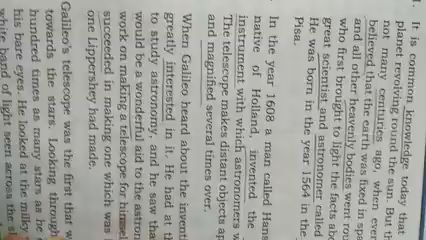 1. It is common knowledge today that
planet revolving round the sun. But th
not many centuries ago, when ever
believed that the earth was fixed in spa
and all other heavenly bodies went rou
who first brought to light the facts abo
great scientist and astronomer called
He was born in the year 1564 in the
Pisa.
In the year 1608 a man called Hans
native of Holland, invented the
instrument with which astronomers w
The telescope makes distant objects ap
and magnified several times over.
When Galileo heard about the inventi
greatly interested in it. He had at th
to study astronomy, and he saw tha
would be a wonderful aid to the astron
work on making a telescope for himsel
succeeded in making one which was
one Lippershey had made.
Galileo's telescope was the first that w
towards the stars. Looking through
hundred times as many stars as he
his bare eyes. He looked at the milky
white band of light seen across the s